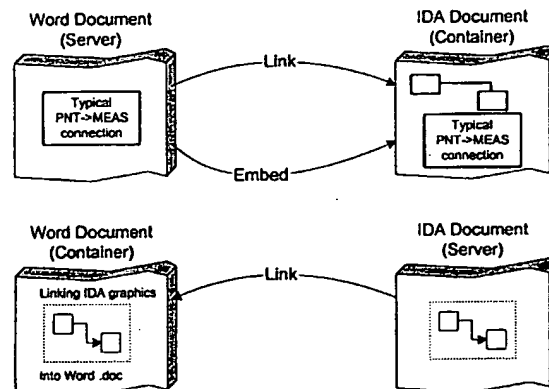 Word Document
(Server)
IDA Document
(Container)
Link
Typical
PNT->MEAS
connection
Typical
PNT->MEAS
connection
Embed
Word Document
(Container)
IDA Document
(Server)
Link
Linking IDA graphics
Into Word .doc